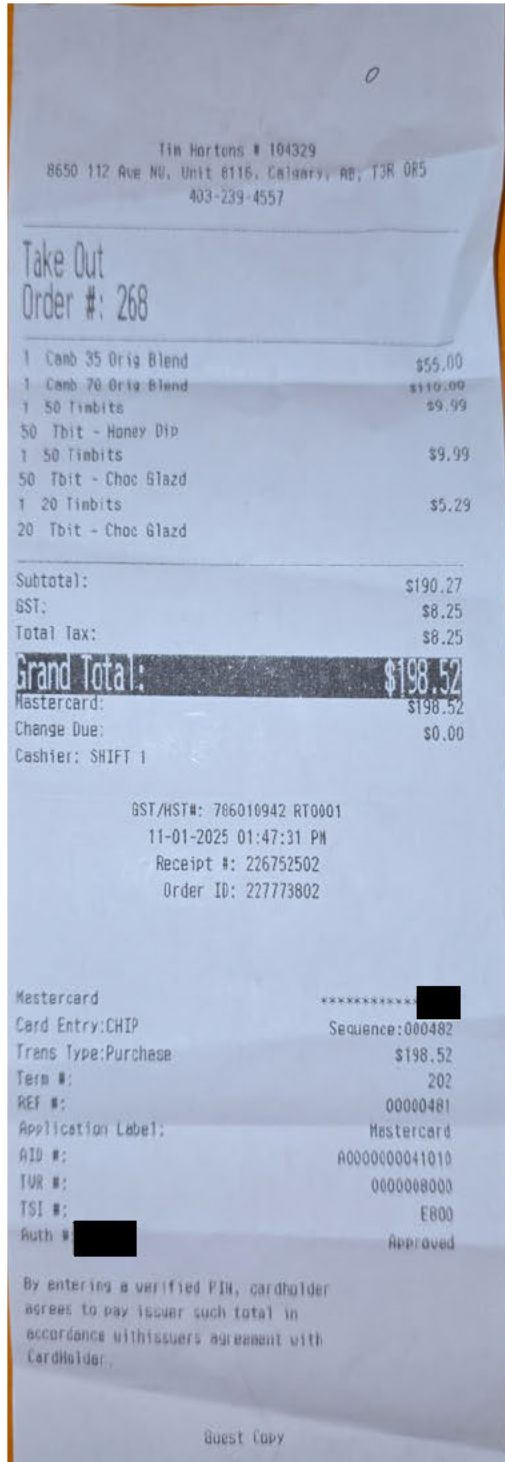 0
Tim Hortons # 104329
8650 112 Ave NW, Unit 8116, Calgary, AB, T3R 0R5
403-239-4557
Take Out
Order #: 268
1 Camb 35 Orig Blend $55.00
1 Camb 70 Orig Blend $110.00
1 50 Timbits $9.99
50 Tbit - Honey Dip
1 50 Timbits $9.99
50 Tbit - Choc Glazd
1 20 Timbits $5.29
20 Tbit - Choc Glazd
Subtotal: $190.27
GST: $8.25
Total Tax: $8.25
Grand Total: $198.52
Mastercard: $198.52
Change Due: $0.00
Cashier: SHIFT 1
GST/HST#: 786010942 RT0001
11-01-2025 01:47:31 PM
Receipt #: 226752502
Order ID: 227773802
Mastercard ************
Card Entry:CHIP Sequence:000482
Trans Type:Purchase $198.52
Term #: 202
REF #: 00000481
Application Label: Mastercard
AID #: A0000000041010
TVR #: 0000008000
TSI #: E800
Auth #: Approved
By entering a verified PIN, cardholder
agrees to pay issuer such total in
accordance withissuers agreement with
CardHolder.
Guest Copy